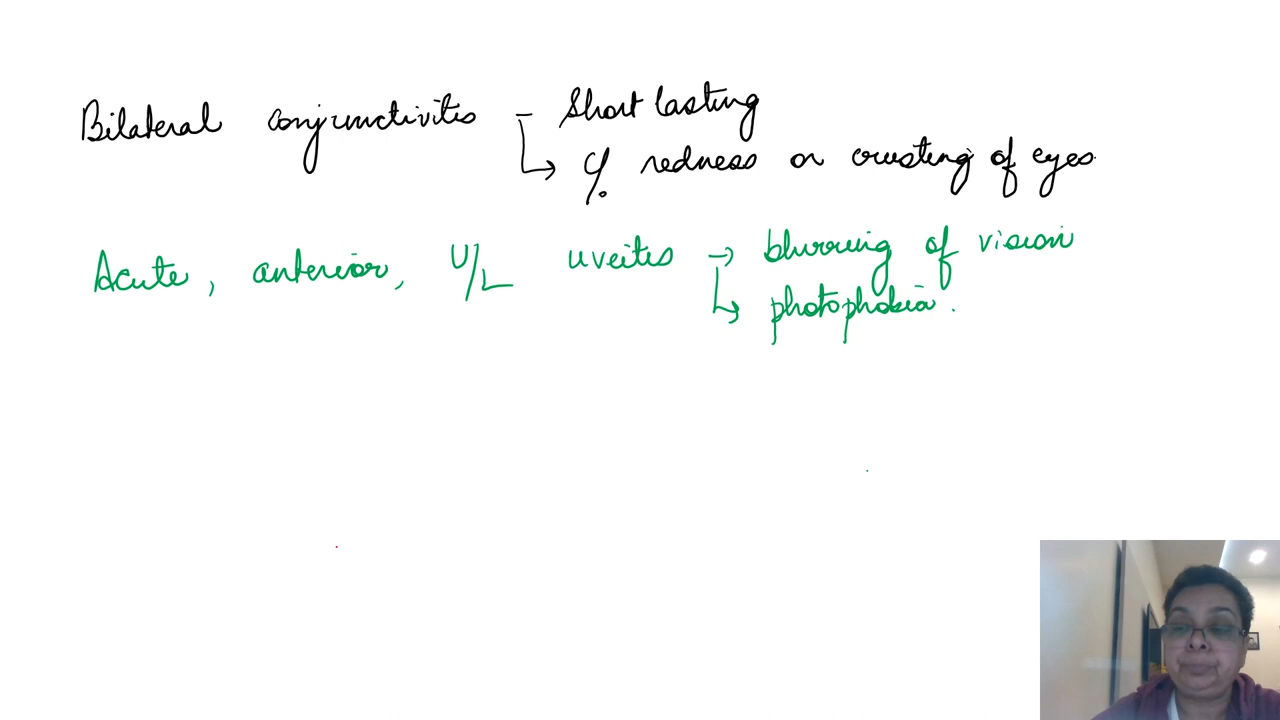 Bilateral conjunctivitis - Short lasting
↳ c/o redness or crusting of eyes.
Acute, anterior, U/L uveitis → blurring of vision
↳ photophobia.